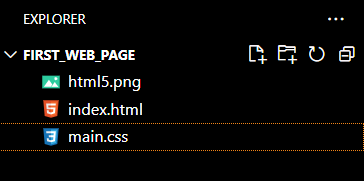 EXPLORER
FIRST_WEB_PAGE
html5.png
index.html
main.css